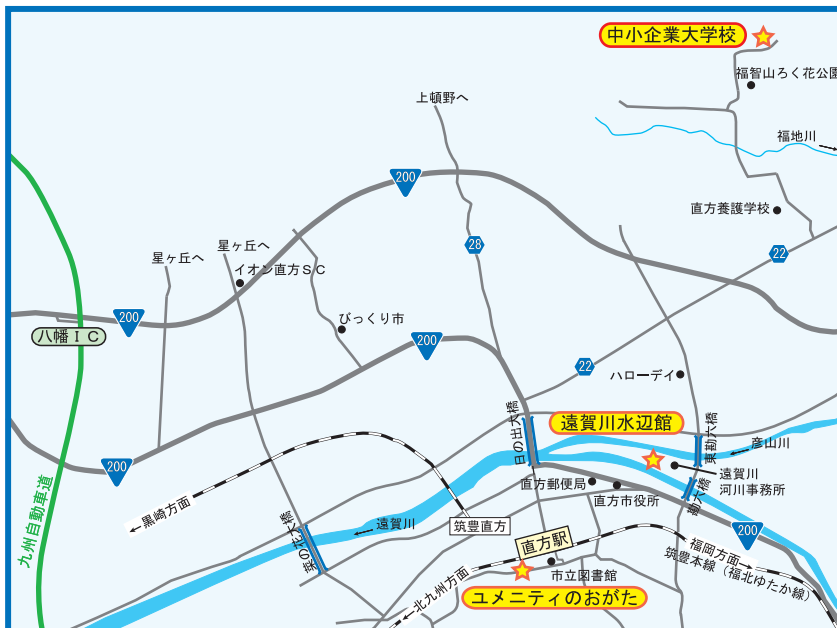 中小企業大学校
福智山ろく花公園
上頓野へ
福地川
200
直方養護学校
28
22
星ヶ丘へ
星ヶ丘へ
イオン直方ＳＣ
200
八幡ＩＣ
びっくり市
200
22
ハローデイ
日の出大橋
遠賀川水辺館
東勘六橋
彦山川
200
遠賀川
河川事務所
直方郵便局
直方市役所
勘六橋
黒崎方面
九州自動車道
筑豊直方
遠賀川
菜の花大橋
200
直方駅
福岡方面
筑豊本線（福北ゆたか線）
北九州方面
市立図書館
ユメニティのおがた